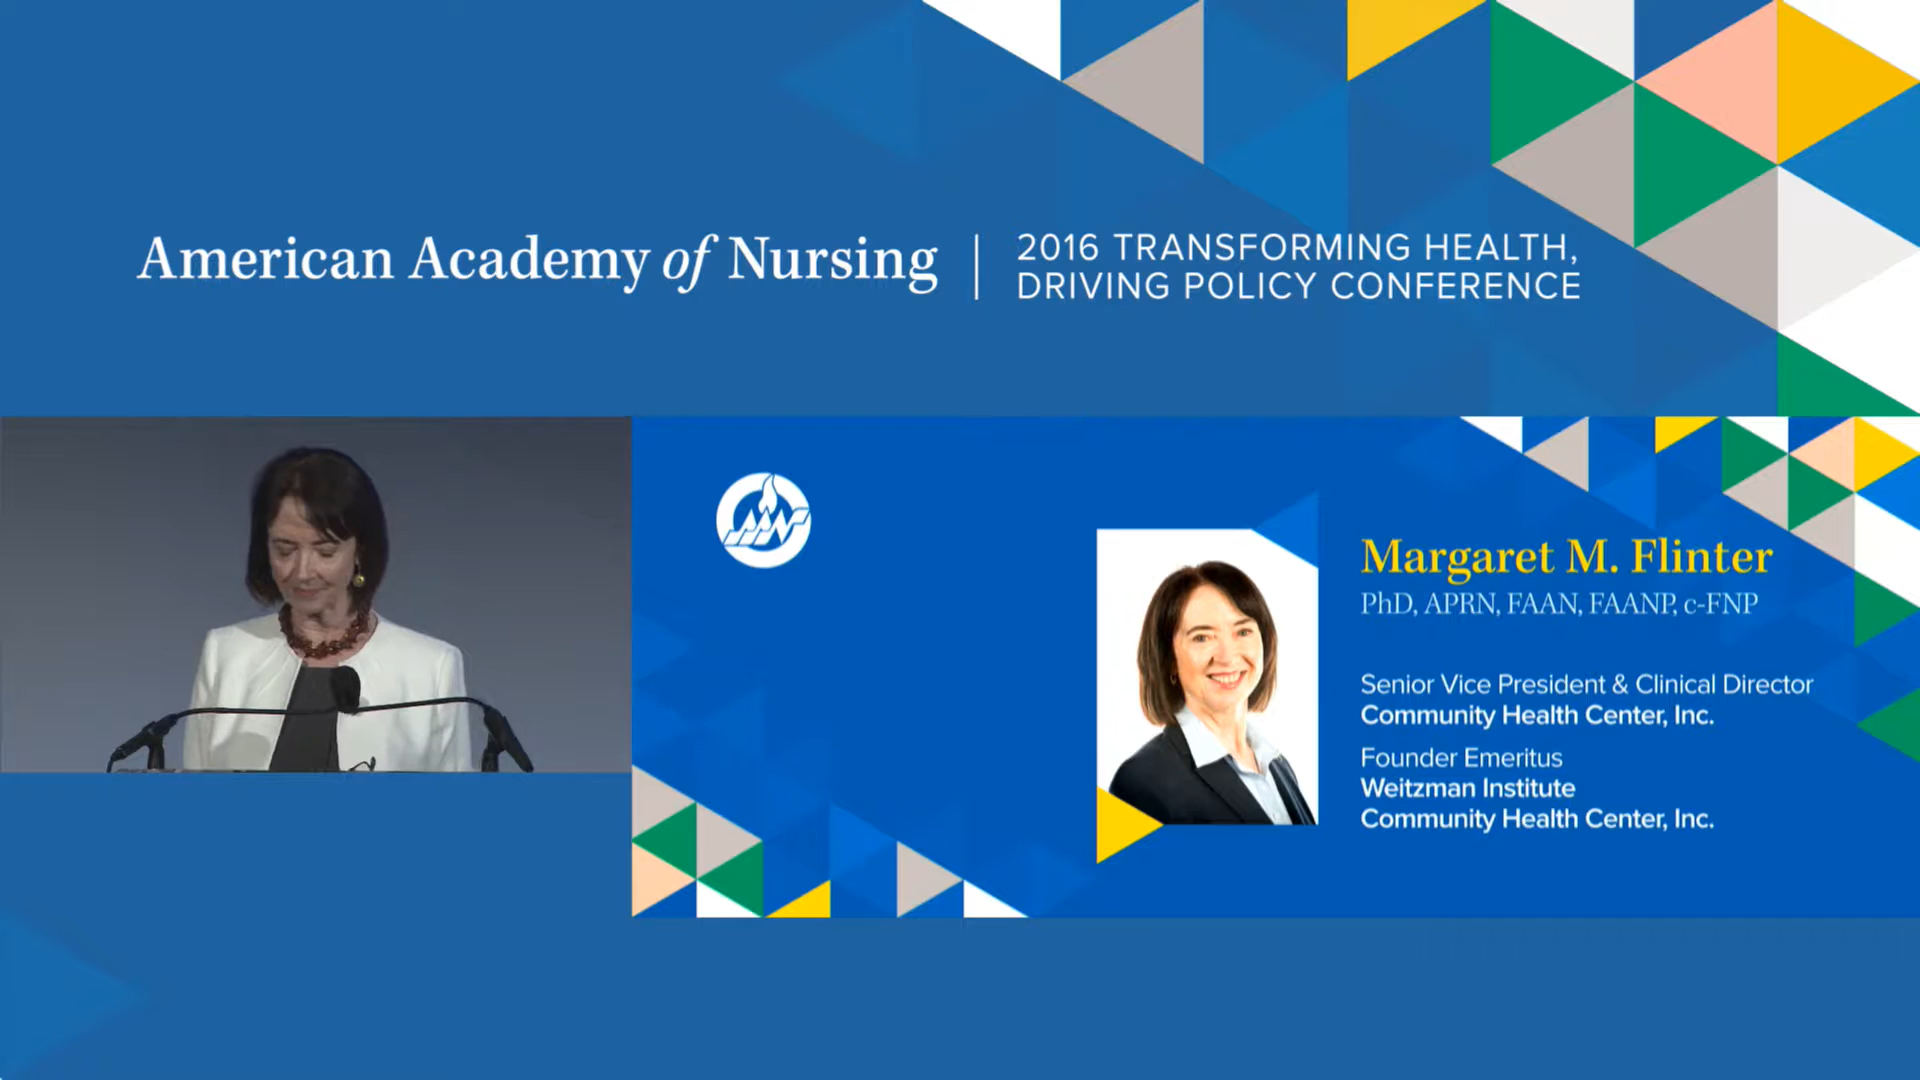 American Academy of Nursing
2016 TRANSFORMING HEALTH,
DRIVING POLICY CONFERENCE
Margaret M. Flinter
PhD, APRN, FAAN, FAANP, c-FNP
Senior Vice President & Clinical Director
Community Health Center, Inc.
Founder Emeritus
Weitzman Institute
Community Health Center, Inc.